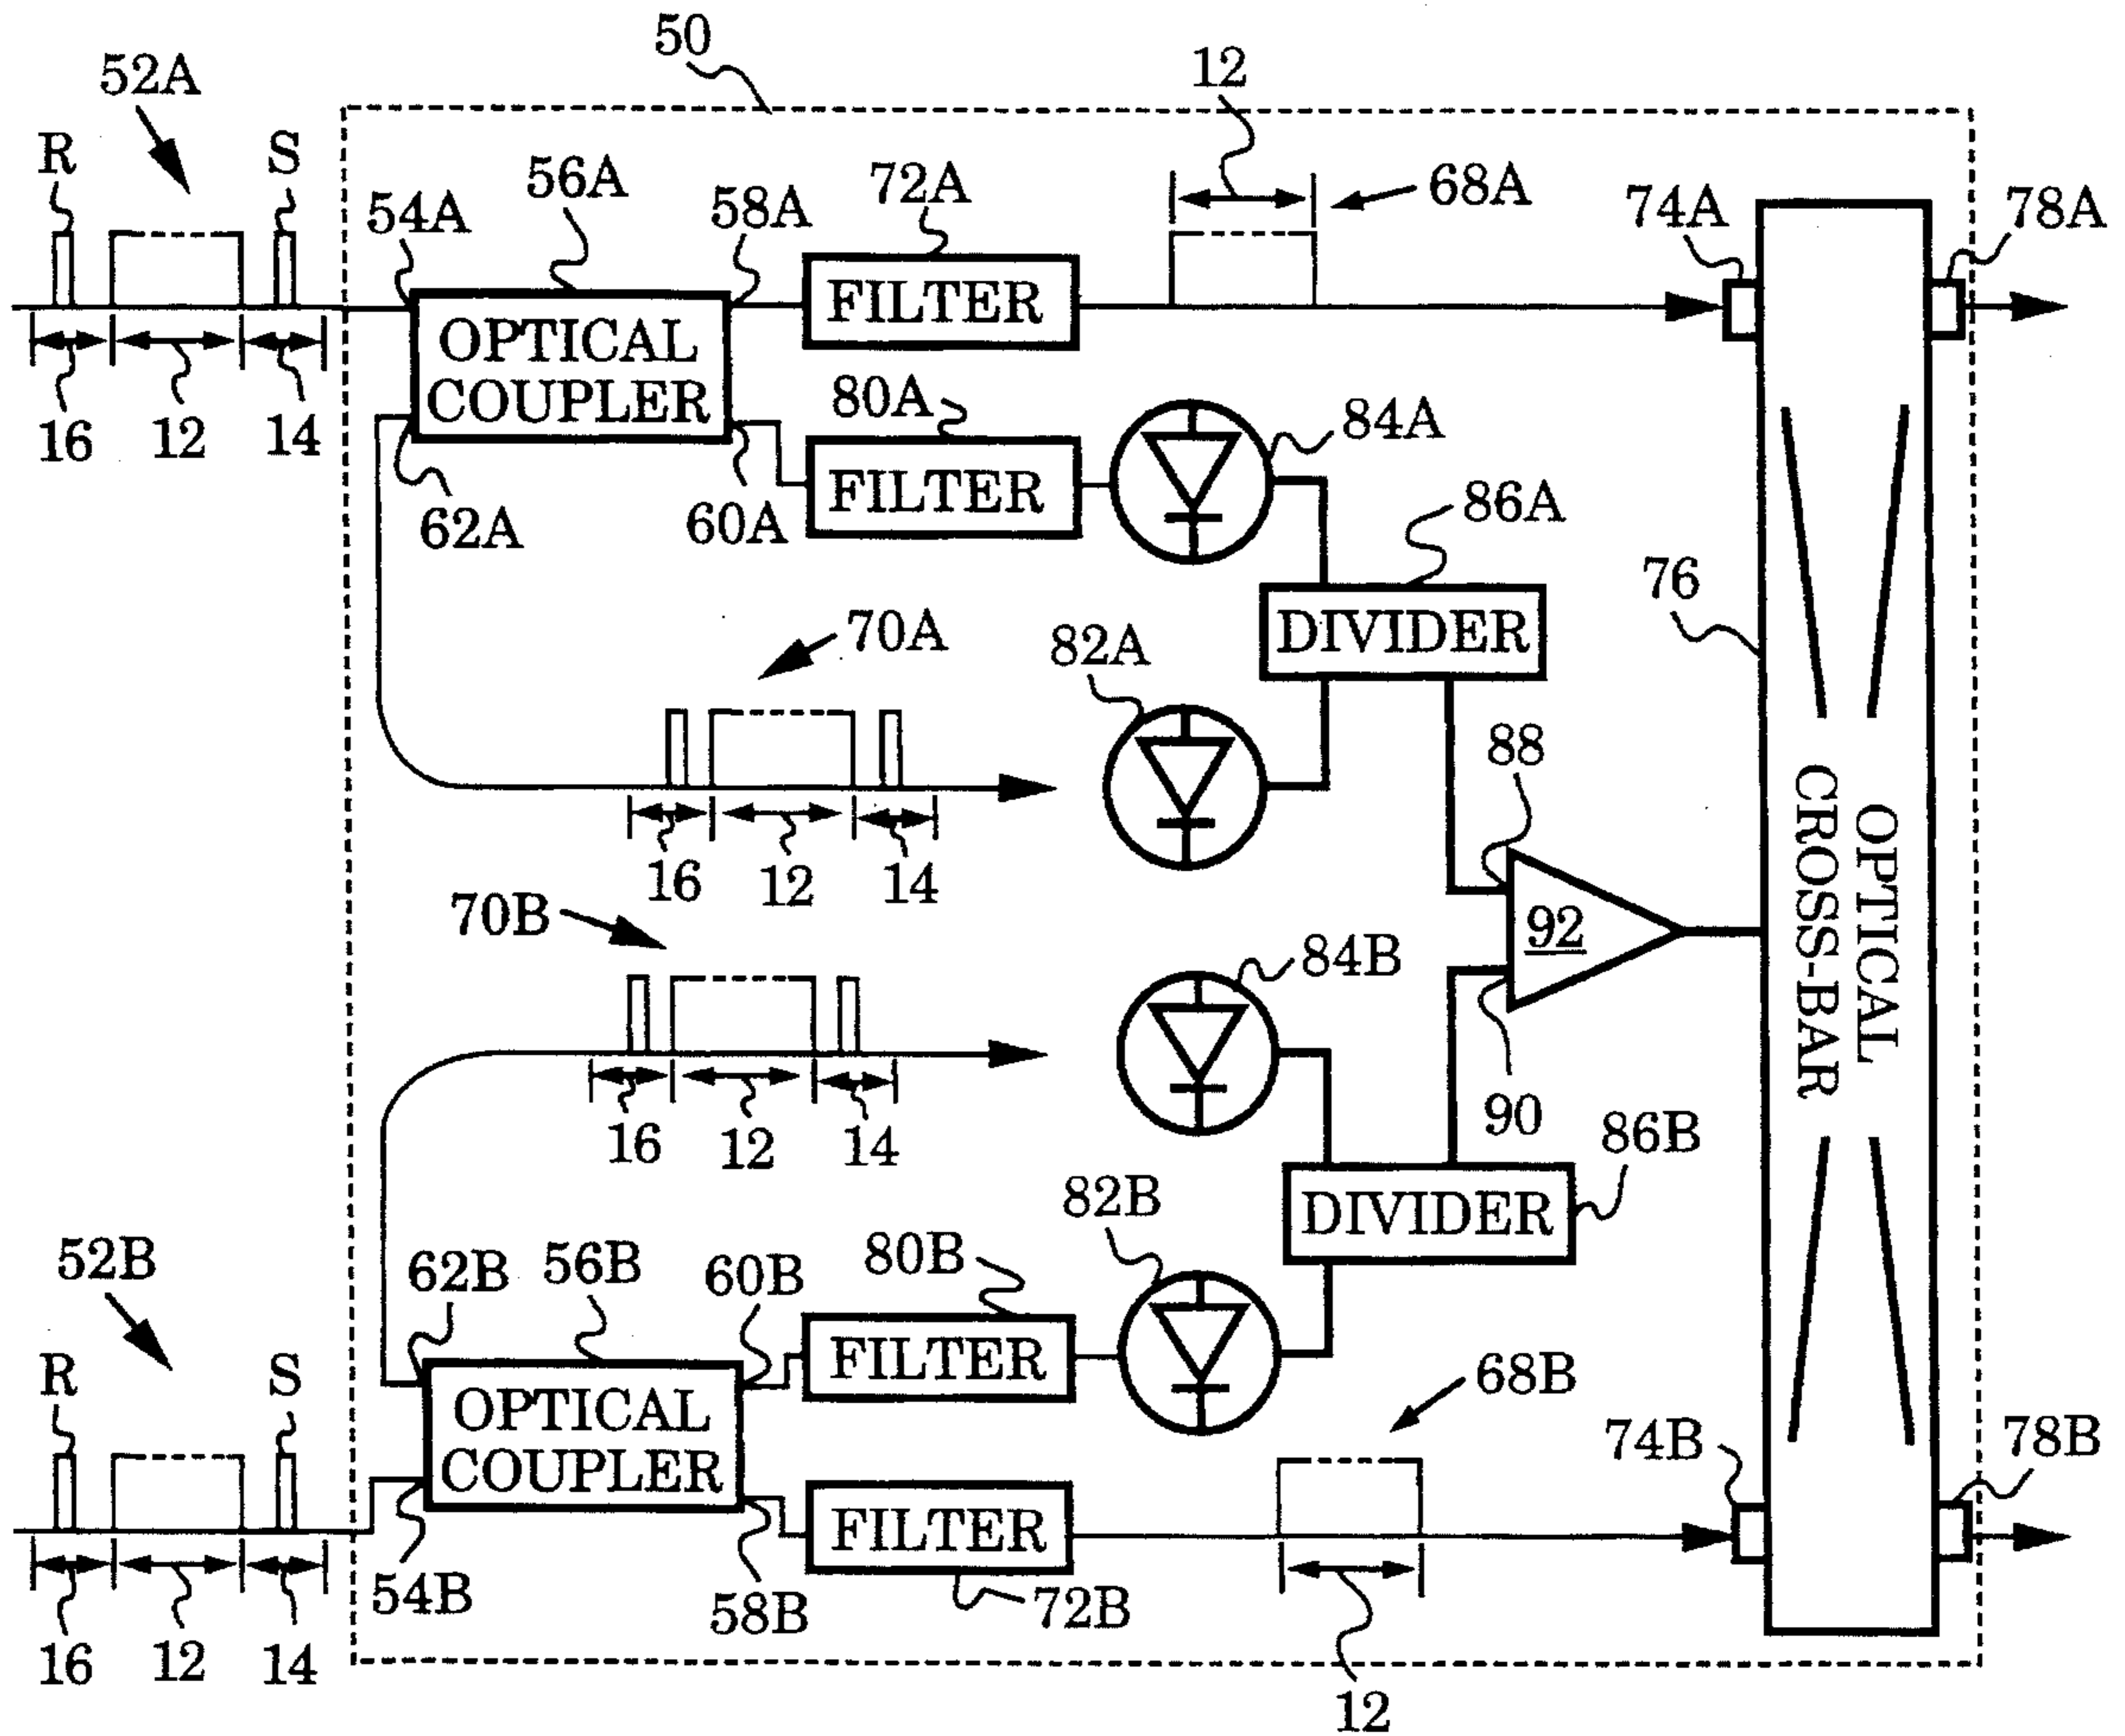 50
12
52A
R
S
56A
72A
68A
54A
58A
74A
78A
FILTER
OPTICAL
COUPLER
80A
84A
16
12
14
FILTER
62A
60A
86A
76
DIVIDER
70A
82A
88
16
12
14
70B
92
OPTICAL
CROSS-BAR
84B
90
16
12
14
86B
82B
DIVIDER
52B
62B
56B
60B
80B
R
S
FILTER
68B
OPTICAL
COUPLER
74B
78B
FILTER
54B
58B
72B
16
12
14
12